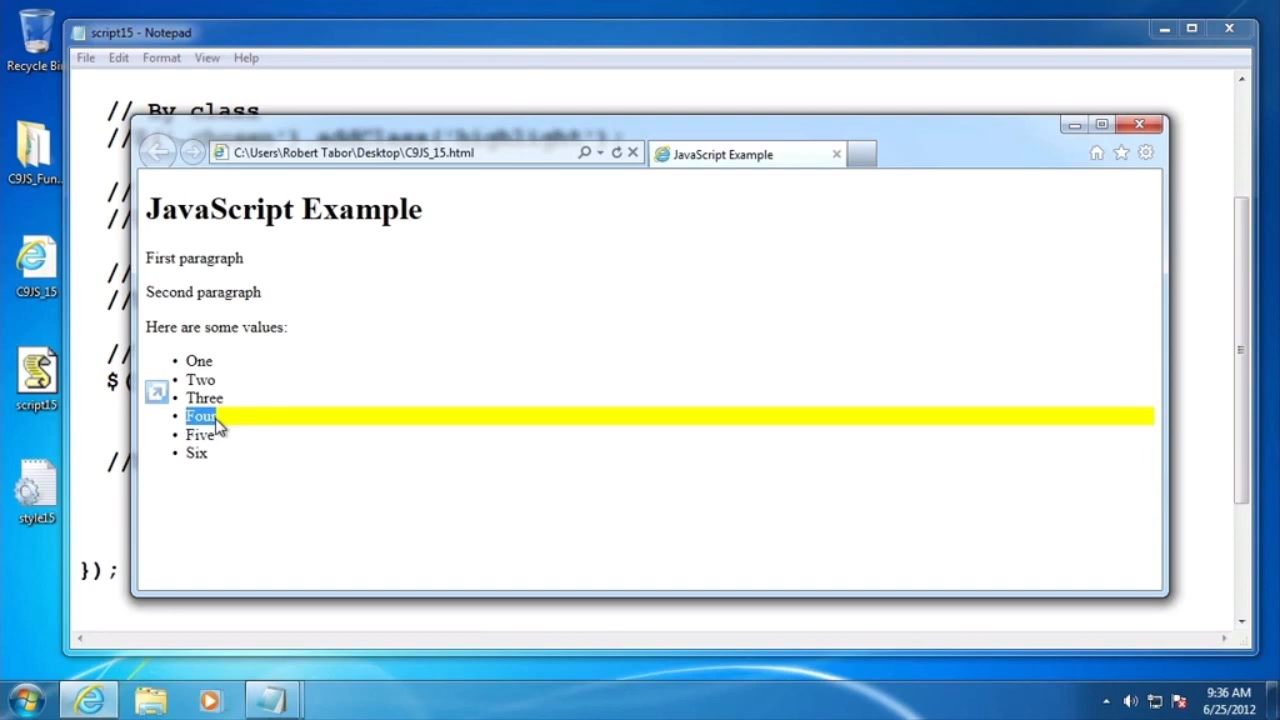 Recycle Bin
script15 - Notepad
File Edit Format View Help
// By class
C:\Users\Robert Tabor\Desktop\C9JS_15.html
JavaScript Example
C9JS_Fun...
//
//
JavaScript Example
First paragraph
Second paragraph
Here are some values:
• One
• Two
• Three
• Four
• Five
• Six
C9JS_15
//
//
//
$(
script15
//
style15
});
9:36 AM
6/25/2012